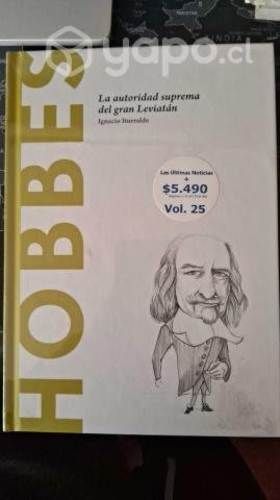 yapo.cl
HOBBES
La autoridad suprema
del gran Leviatán
Ignacio Iturralde
Las Últimas Noticias
+
$5.490
Vol. 25